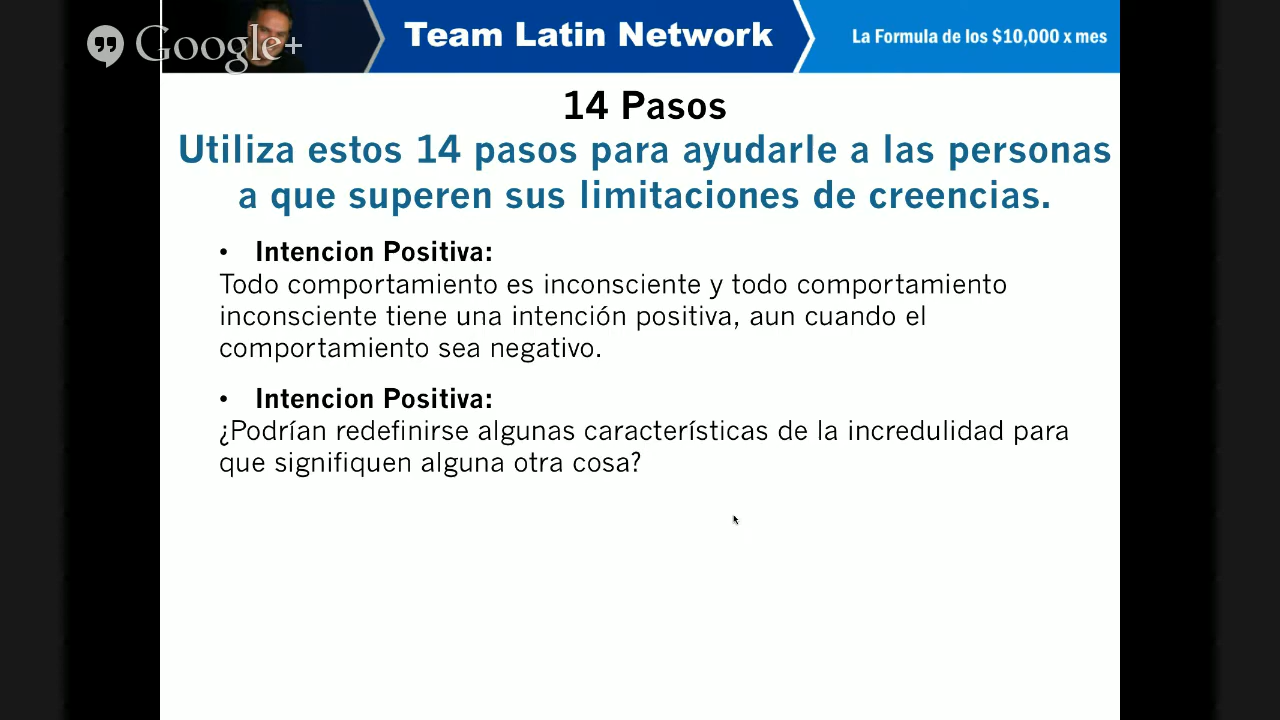 Google+
Team Latin Network
La Formula de los $10,000 x mes
14 Pasos
Utiliza estos 14 pasos para ayudarle a las personas
a que superen sus limitaciones de creencias.
• Intencion Positiva:
Todo comportamiento es inconsciente y todo comportamiento
inconsciente tiene una intención positiva, aun cuando el
comportamiento sea negativo.
• Intencion Positiva:
¿Podrían redefinirse algunas características de la incredulidad para
que signifiquen alguna otra cosa?